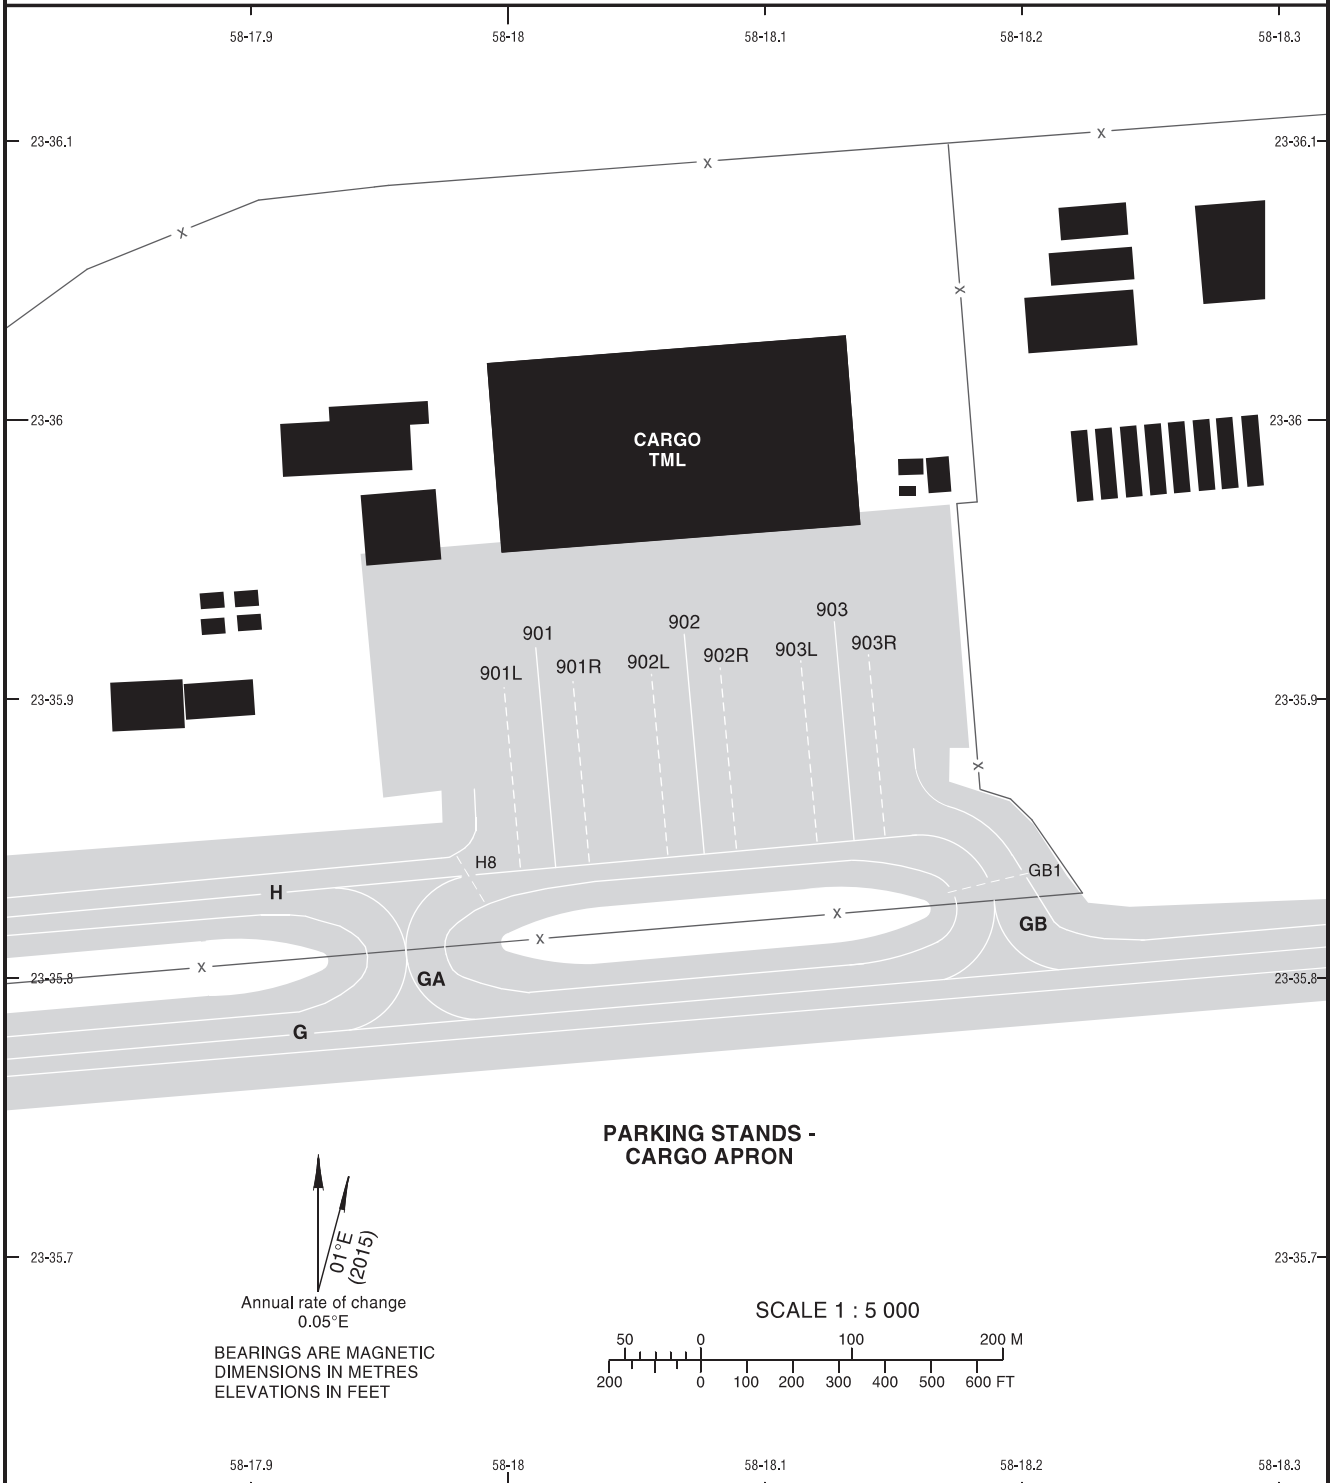 58-17.9
58-18
58-18.1
58-18.2
58-18.3
23-36.1
23-36.1
x
x
x
x
23-36
23-36
CARGO
TML
903
902
901
903R
903L
902R
902L
901R
901L
23-35.9
23-35.9
x
H8
GB1
H
x
GB
x
x
GA
23-35.8
23-35.8
G
PARKING STANDS -
CARGO APRON
01°E
(2015)
23-35.7
23-35.7
Annual rate of change
0.05°E
SCALE 1 : 5 000
50 0 100 200 M
200 0 100 200 300 400 500 600 FT
BEARINGS ARE MAGNETIC
DIMENSIONS IN METRES
ELEVATIONS IN FEET
58-17.9
58-18
58-18.1
58-18.2
58-18.3